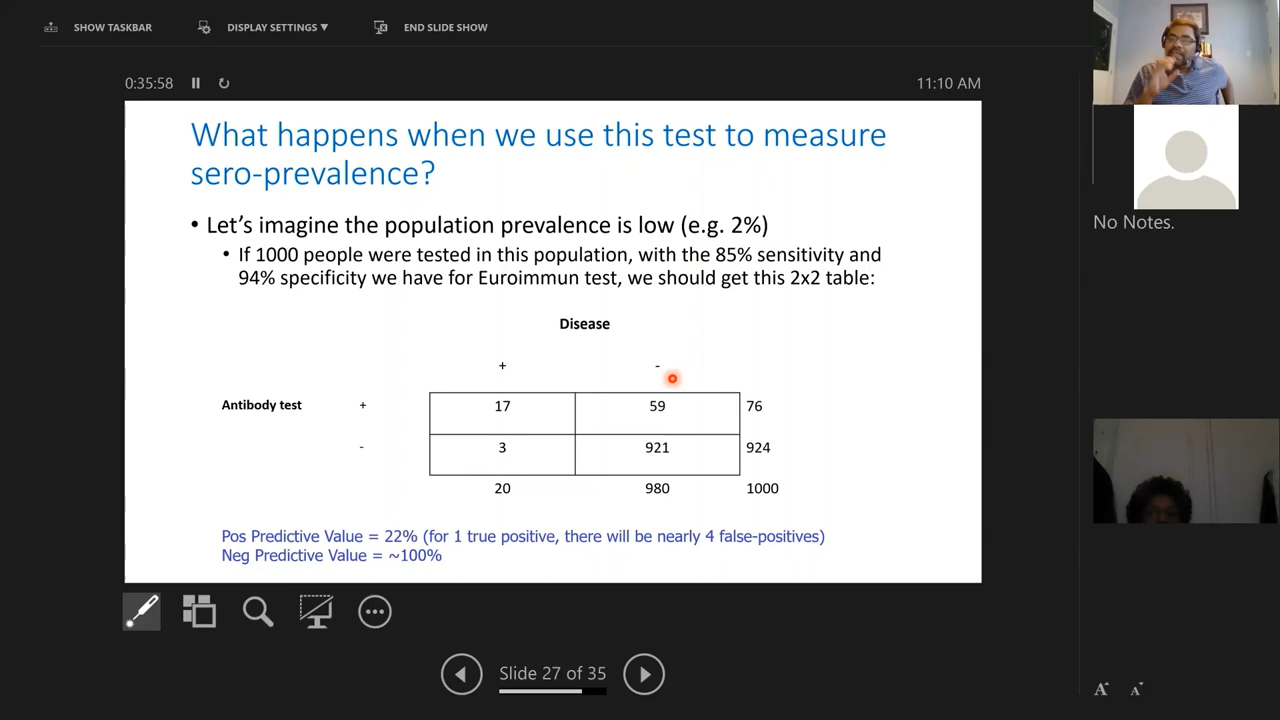 SHOW TASKBAR DISPLAY SETTINGS ▼ END SLIDE SHOW
0:35:58 11:10 AM
What happens when we use this test to measure
sero-prevalence?
• Let's imagine the population prevalence is low (e.g. 2%)
• If 1000 people were tested in this population, with the 85% sensitivity and
94% specificity we have for Euroimmun test, we should get this 2x2 table:
Disease
+ -
Antibody test + 17 59 76
- 3 921 924
20 980 1000
Pos Predictive Value = 22% (for 1 true positive, there will be nearly 4 false-positives)
Neg Predictive Value = ~100%
Slide 27 of 35
No Notes.
A A